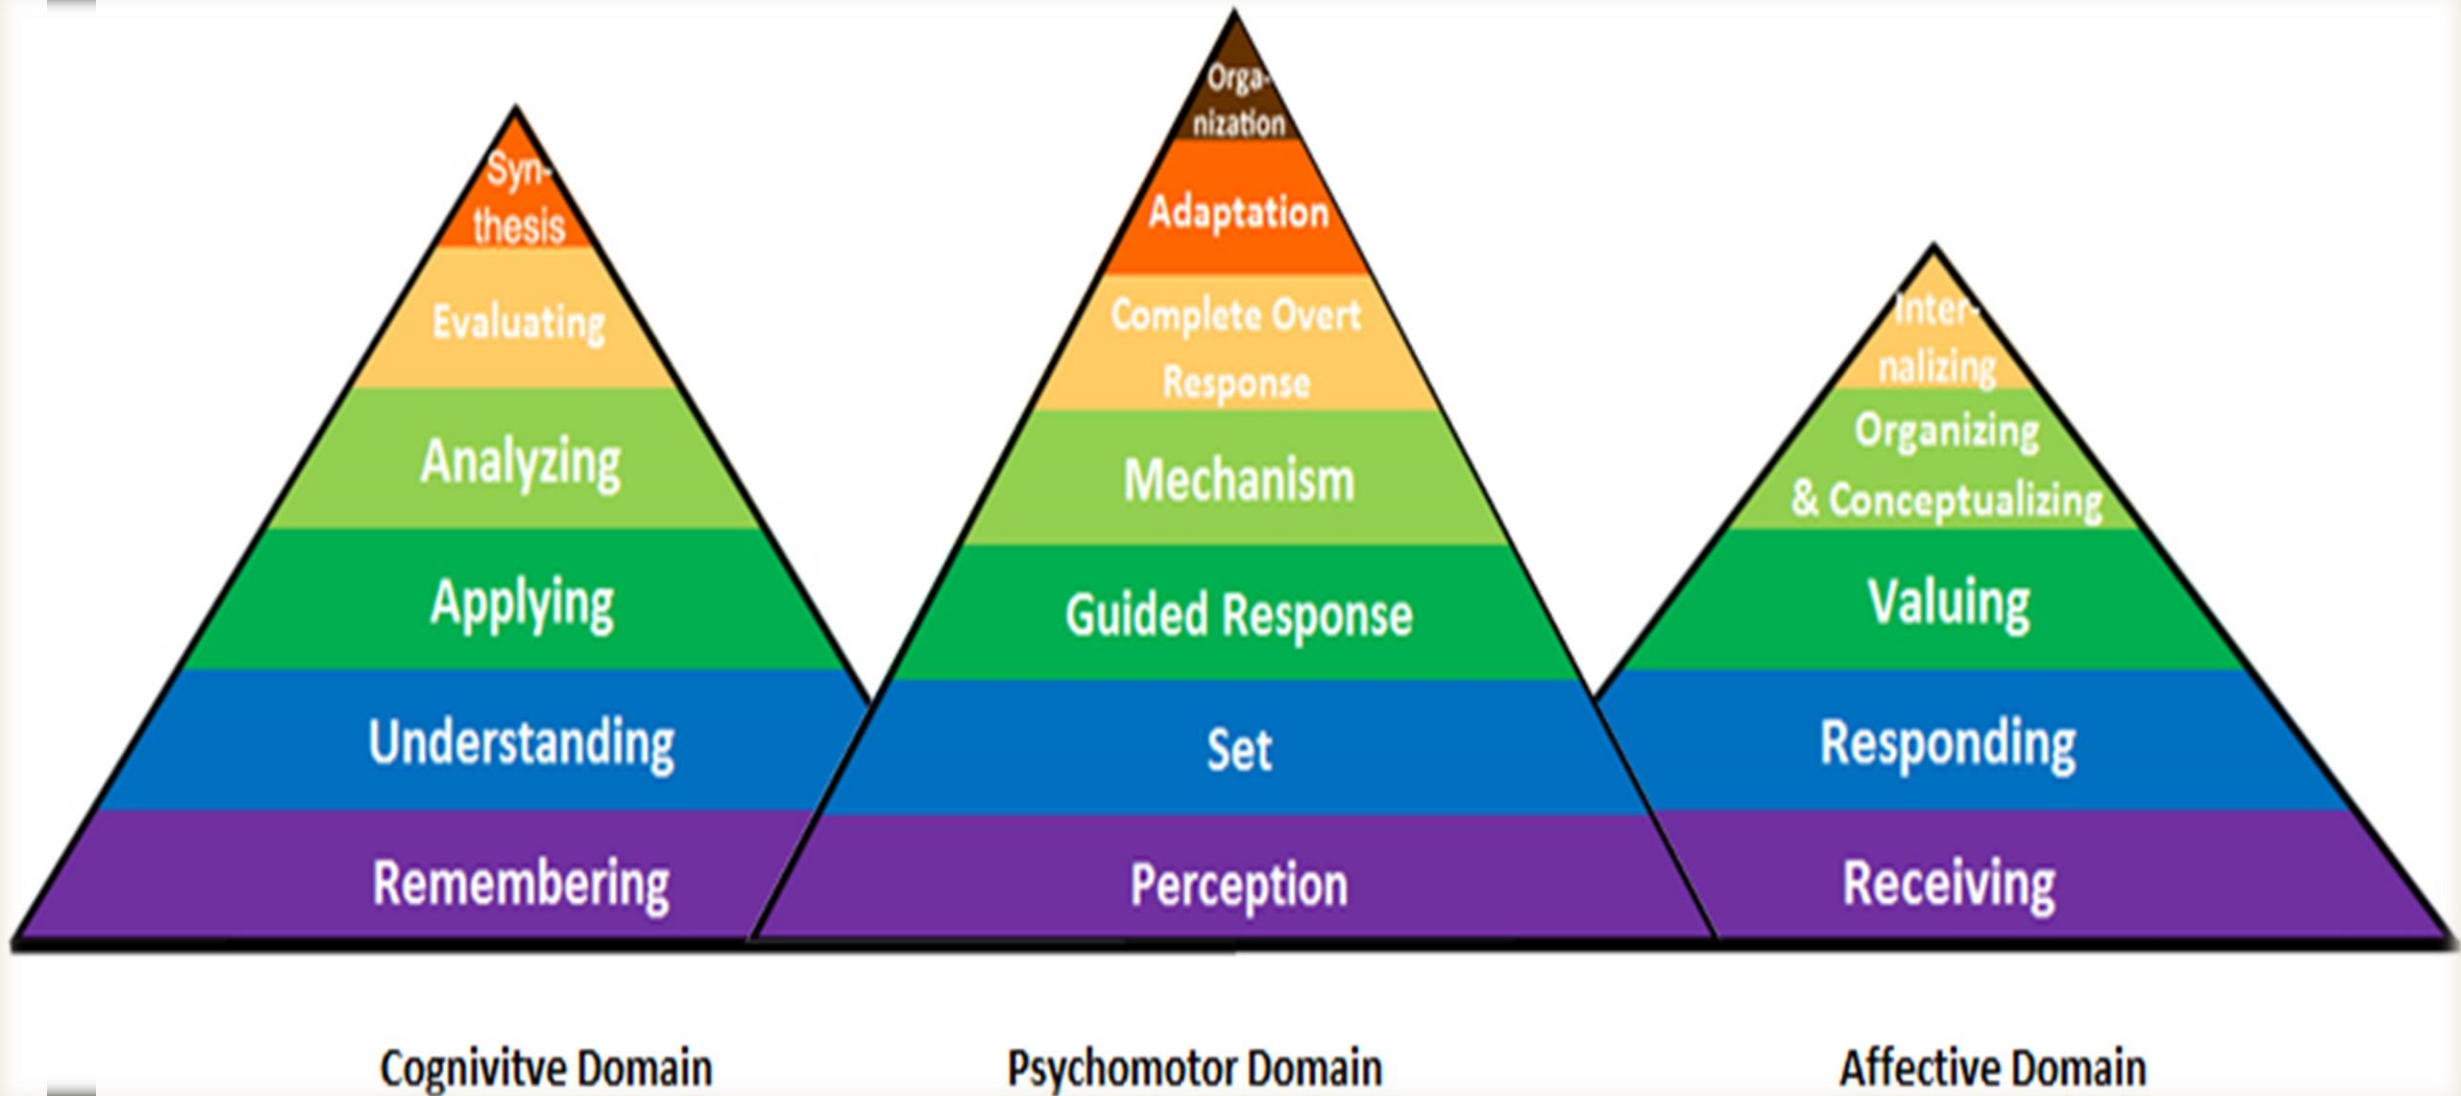 Syn-
thesis
Evaluating
Analyzing
Applying
Understanding
Remembering
Orga-
nization
Adaptation
Complete Overt
Response
Mechanism
Guided Response
Set
Perception
Inter-
nalizing
Organizing
& Conceptualizing
Valuing
Responding
Receiving
Cognivitve Domain
Psychomotor Domain
Affective Domain